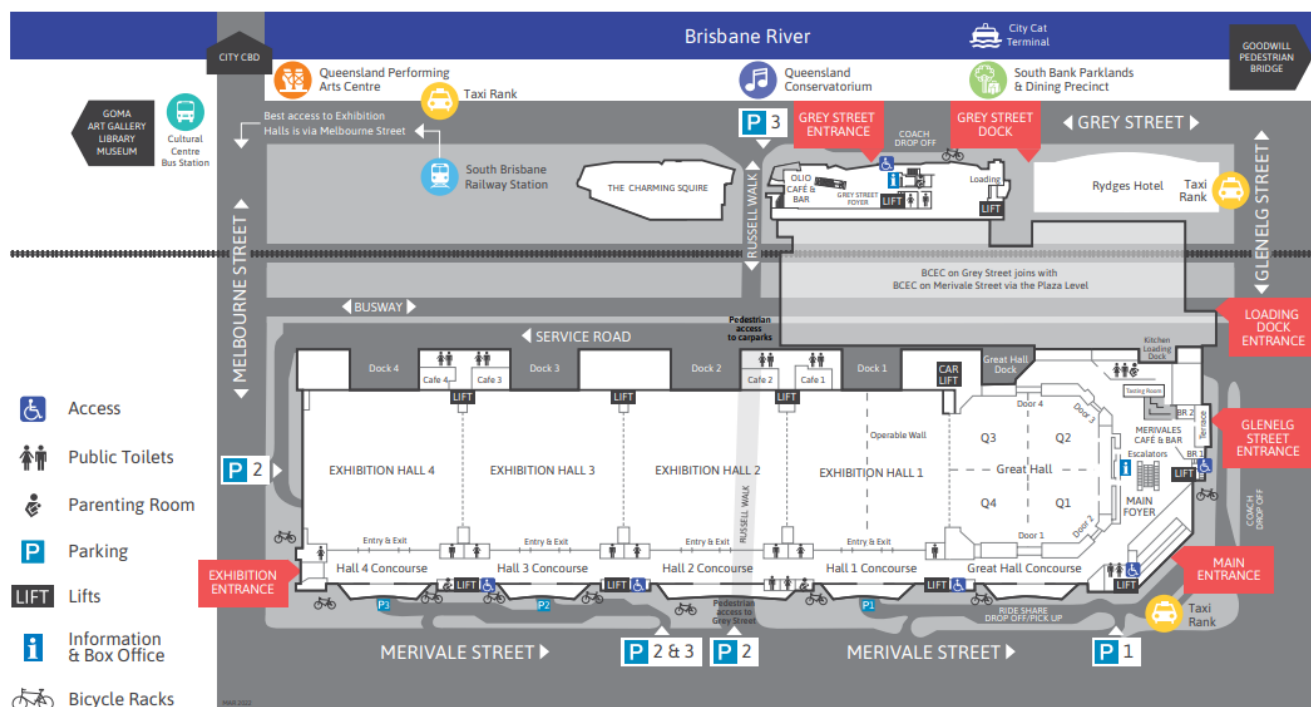 Brisbane River
City Cat
Terminal
CITY CBD
GOODWILL
PEDESTRIAN
BRIDGE
Queensland Performing
Arts Centre
Taxi Rank
Queensland
Conservatorium
South Bank Parklands
& Dining Precinct
GOMA
ART GALLERY
LIBRARY
MUSEUM
Cultural
Centre
Bus Station
Best access to Exhibition
Halls is via Melbourne Street
South Brisbane
Railway Station
P 3
GREY STREET
ENTRANCE
COACH
DROP OFF
GREY STREET
DOCK
GREY STREET
THE CHARMING SQUIRE
RUSSELL WALK
OLIO
CAFÉ &
BAR
GREY STREET
FOYER
LIFT
Loading
LIFT
Rydges Hotel
Taxi
Rank
GLENELG STREET
MELBOURNE STREET
BCEC on Grey Street joins with
BCEC on Merivale Street via the Plaza Level
BUSWAY
SERVICE ROAD
Pedestrian
access
to carparks
LOADING
DOCK
ENTRANCE
Dock 4
Cafe 4
Cafe 3
Dock 3
Dock 2
Cafe 2
Cafe 1
Dock 1
CAR
LIFT
Great Hall
Dock
Kitchen
Loading
Dock
LIFT
LIFT
LIFT
Tasting Room
BR 2
Terrace
Door 4
Door 3
MERIVALES
CAFÉ & BAR
BR 1
GLENELG
STREET
ENTRANCE
Operable Wall
Q3
Q2
Great Hall
Q4
Q1
Escalators
LIFT
MAIN
FOYER
EXHIBITION HALL 4
EXHIBITION HALL 3
EXHIBITION HALL 2
EXHIBITION HALL 1
P 2
RUSSELL WALK
COACH
DROP OFF
Door 1
Door 2
Entry & Exit
Entry & Exit
Entry & Exit
Entry & Exit
Hall 4 Concourse
Hall 3 Concourse
Hall 2 Concourse
Hall 1 Concourse
Great Hall Concourse
EXHIBITION
ENTRANCE
MAIN
ENTRANCE
LIFT
LIFT
LIFT
LIFT
P3
P2
P1
Pedestrian
access to
Grey Street
RIDE SHARE
DROP OFF/PICK UP
Taxi
Rank
MERIVALE STREET
P 2 & 3
P 2
MERIVALE STREET
P 1
Access
Public Toilets
Parenting Room
P
Parking
LIFT
Lifts
i
Information
& Box Office
Bicycle Racks
MAR 2022